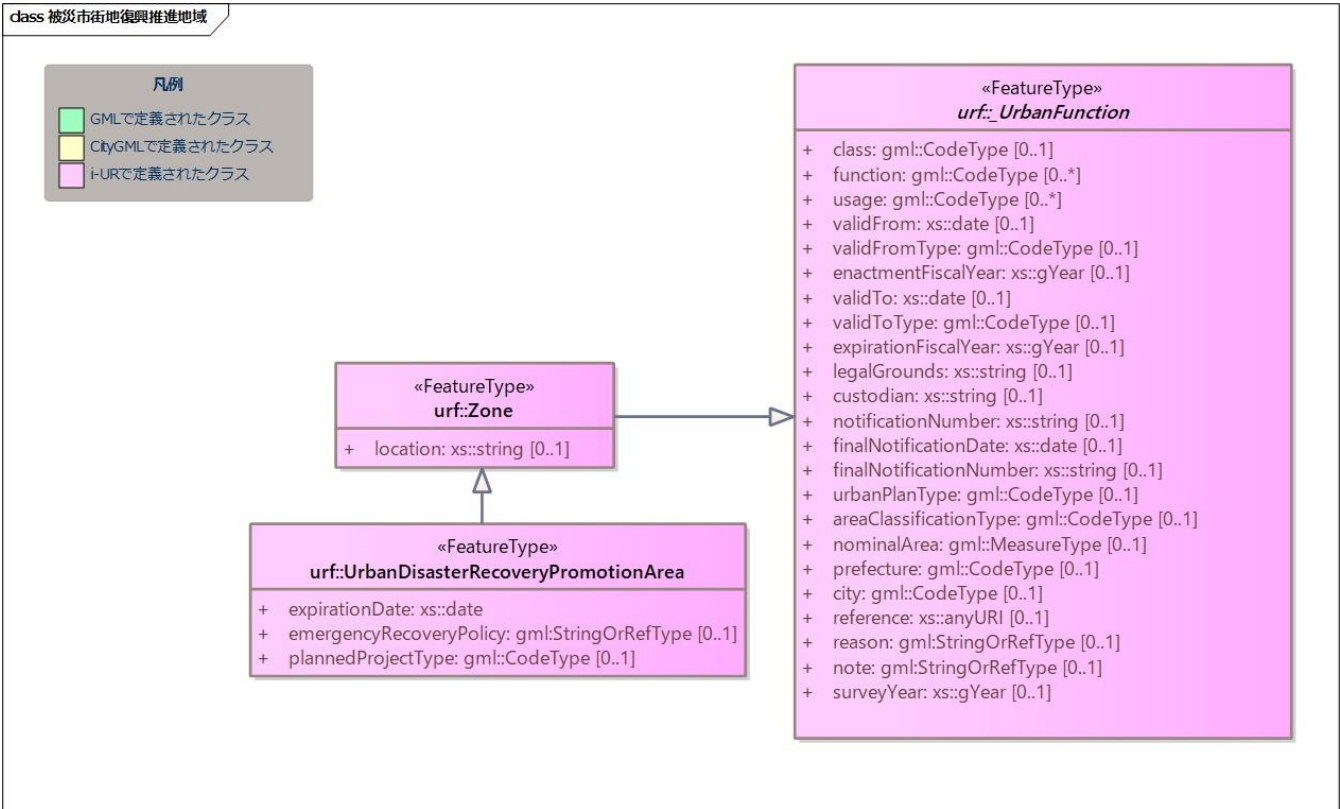 class 被災市街地復興推進地域
凡例
GMLで定義されたクラス
CityGMLで定義されたクラス
i-URで定義されたクラス
«FeatureType»
urf::_UrbanFunction
+ class: gml::CodeType [0..1]
+ function: gml::CodeType [0..*]
+ usage: gml::CodeType [0..*]
+ validFrom: xs::date [0..1]
+ validFromType: gml::CodeType [0..1]
+ enactmentFiscalYear: xs::gYear [0..1]
+ validTo: xs::date [0..1]
+ validToType: gml::CodeType [0..1]
+ expirationFiscalYear: xs::gYear [0..1]
+ legalGrounds: xs::string [0..1]
+ custodian: xs::string [0..1]
+ notificationNumber: xs::string [0..1]
+ finalNotificationDate: xs::date [0..1]
+ finalNotificationNumber: xs::string [0..1]
+ urbanPlanType: gml::CodeType [0..1]
+ areaClassificationType: gml::CodeType [0..1]
+ nominalArea: gml::MeasureType [0..1]
+ prefecture: gml::CodeType [0..1]
+ city: gml::CodeType [0..1]
+ reference: xs::anyURI [0..1]
+ reason: gml:StringOrRefType [0..1]
+ note: gml:StringOrRefType [0..1]
+ surveyYear: xs::gYear [0..1]
«FeatureType»
urf::Zone
+ location: xs::string [0..1]
«FeatureType»
urf::UrbanDisasterRecoveryPromotionArea
+ expirationDate: xs::date
+ emergencyRecoveryPolicy: gml:StringOrRefType [0..1]
+ plannedProjectType: gml::CodeType [0..1]